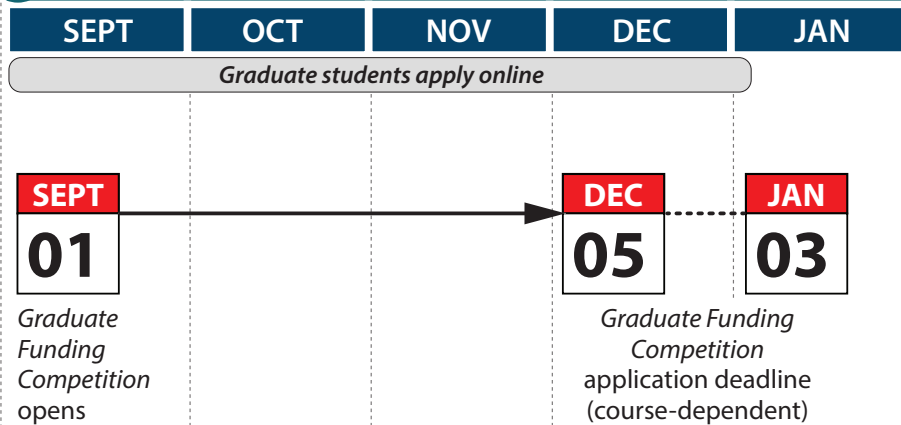 SEPT OCT NOV DEC JAN
Graduate students apply online
SEPT
01
DEC
05
JAN
03
Graduate
Funding
Competition
opens
Graduate Funding
Competition
application deadline
(course-dependent)